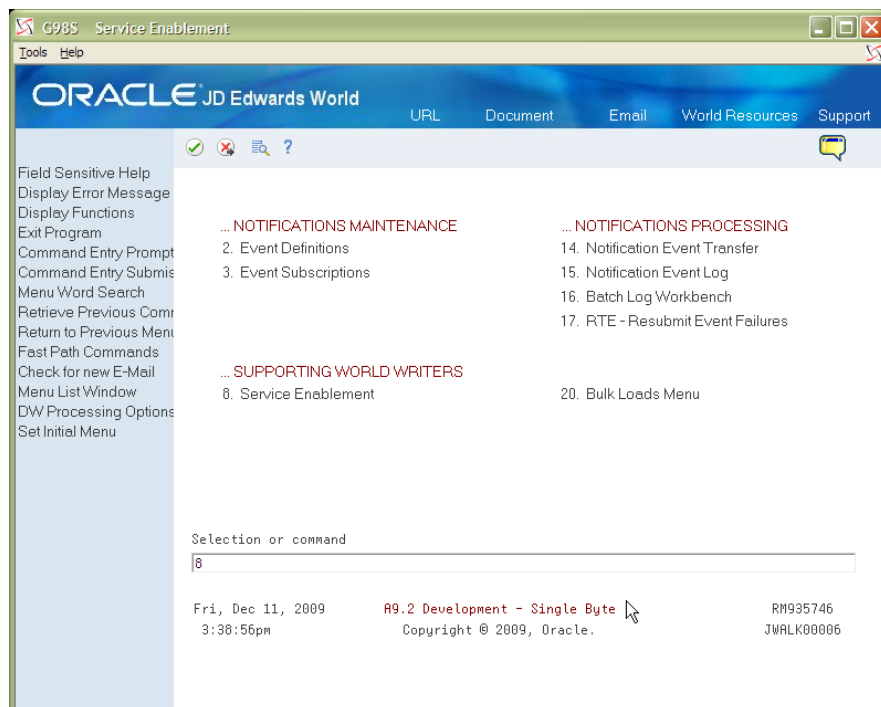 G98S Service Enablement
Tools Help
ORACLE JD Edwards World
URL Document Email World Resources Support
Field Sensitive Help
Display Error Message
Display Functions
Exit Program
Command Entry Prompt
Command Entry Submis
Menu Word Search
Retrieve Previous Comm
Return to Previous Menu
Fast Path Commands
Check for new E-Mail
Menu List Window
DW Processing Options
Set Initial Menu
... NOTIFICATIONS MAINTENANCE
2. Event Definitions
3. Event Subscriptions
... NOTIFICATIONS PROCESSING
14. Notification Event Transfer
15. Notification Event Log
16. Batch Log Workbench
17. RTE - Resubmit Event Failures
... SUPPORTING WORLD WRITERS
8. Service Enablement
20. Bulk Loads Menu
Selection or command
8
Fri, Dec 11, 2009 A9.2 Development - Single Byte RM935746
3:38:56pm Copyright © 2009, Oracle. JWALK00006